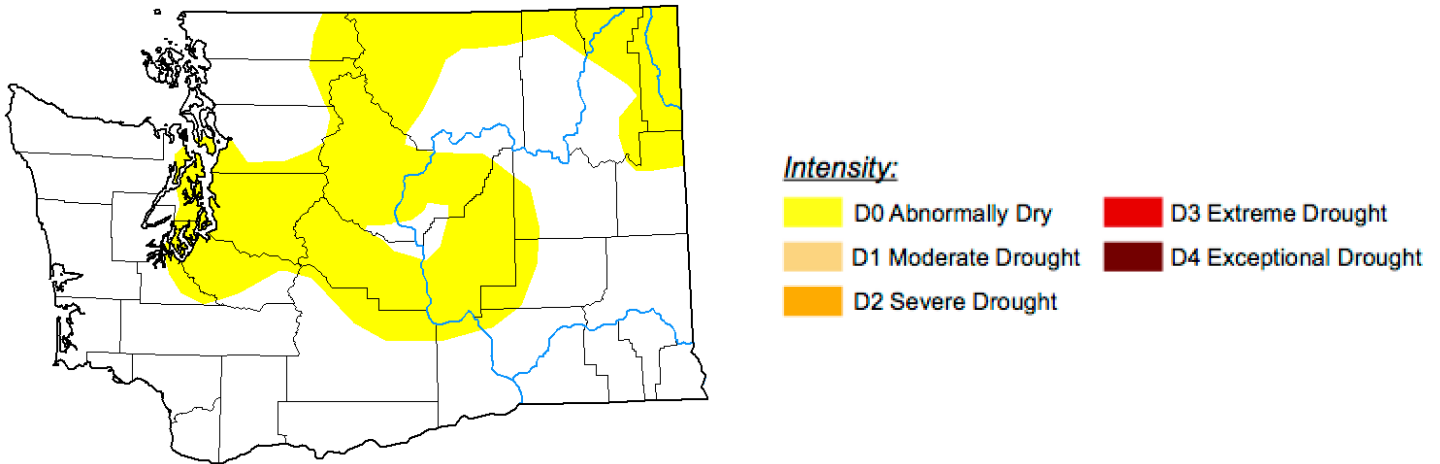 Intensity:
D0 Abnormally Dry
D1 Moderate Drought
D2 Severe Drought
D3 Extreme Drought
D4 Exceptional Drought